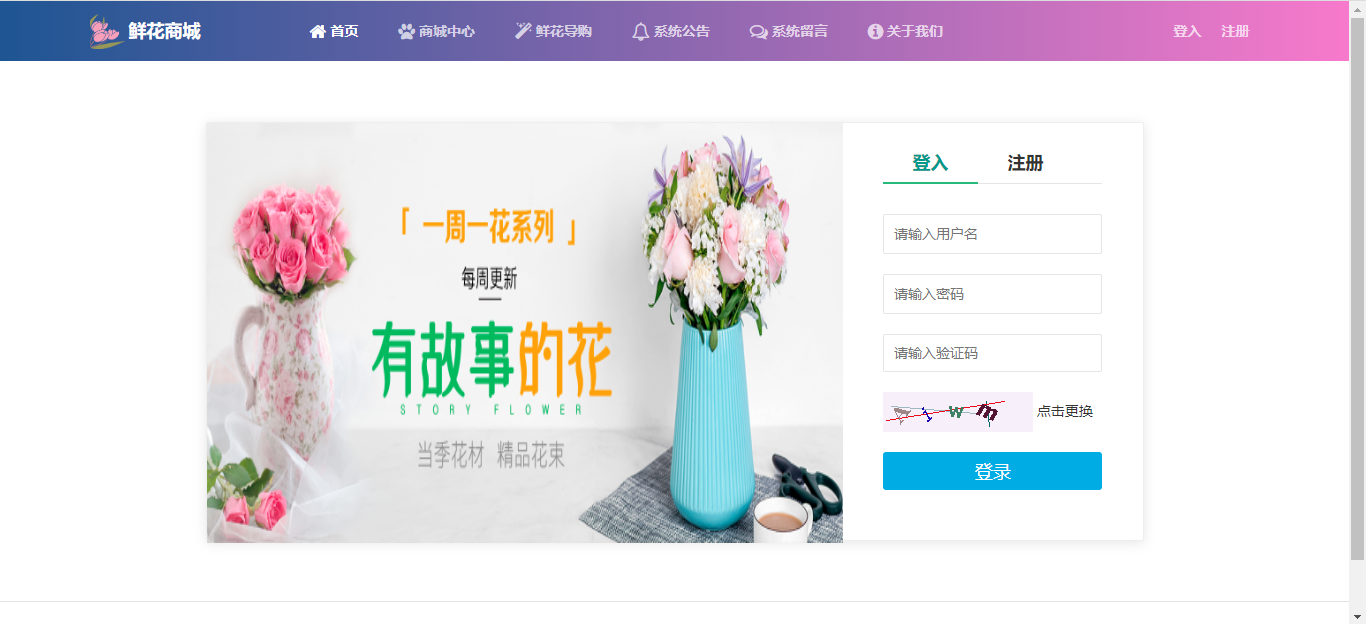 鲜花商城
首页 商城中心 鲜花导购 系统公告 系统留言 关于我们 登入 注册
「 一周一花系列 」
每周更新
有故事的花
STORY FLOWER
当季花材 精品花束
登入 注册
请输入用户名
请输入密码
请输入验证码
点击更换
登录